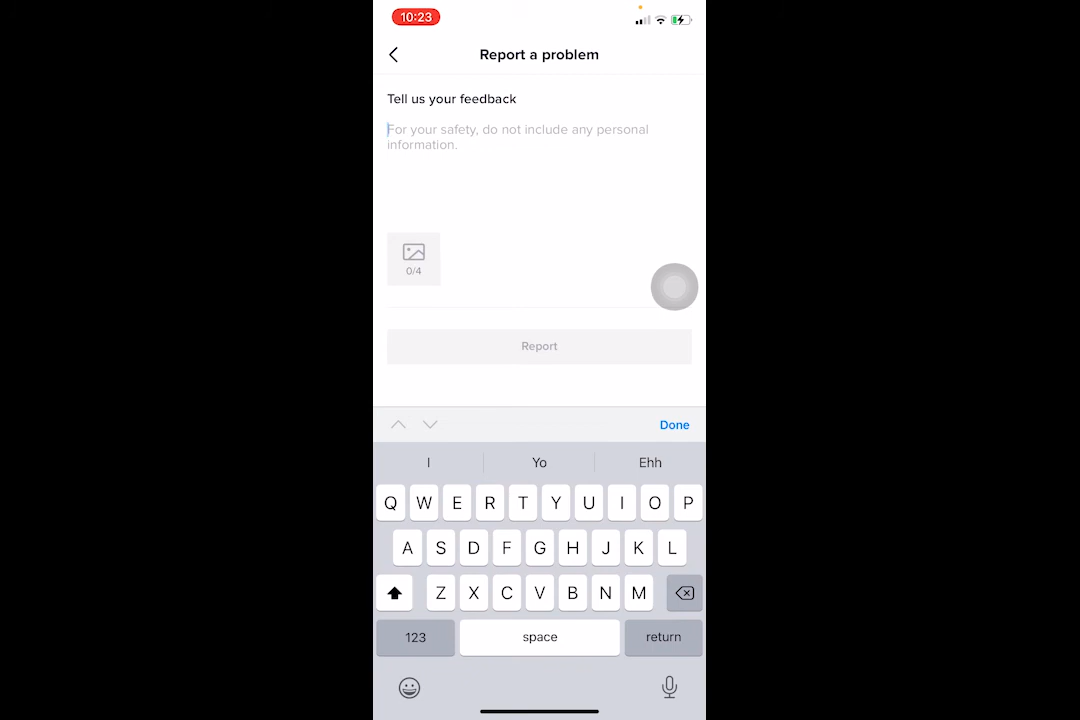 10:23
Report a problem
Tell us your feedback
For your safety, do not include any personal
information.
0/4
Report
Done
I Yo Ehh
Q W E R T Y U I O P
A S D F G H J K L
Z X C V B N M
123 space return